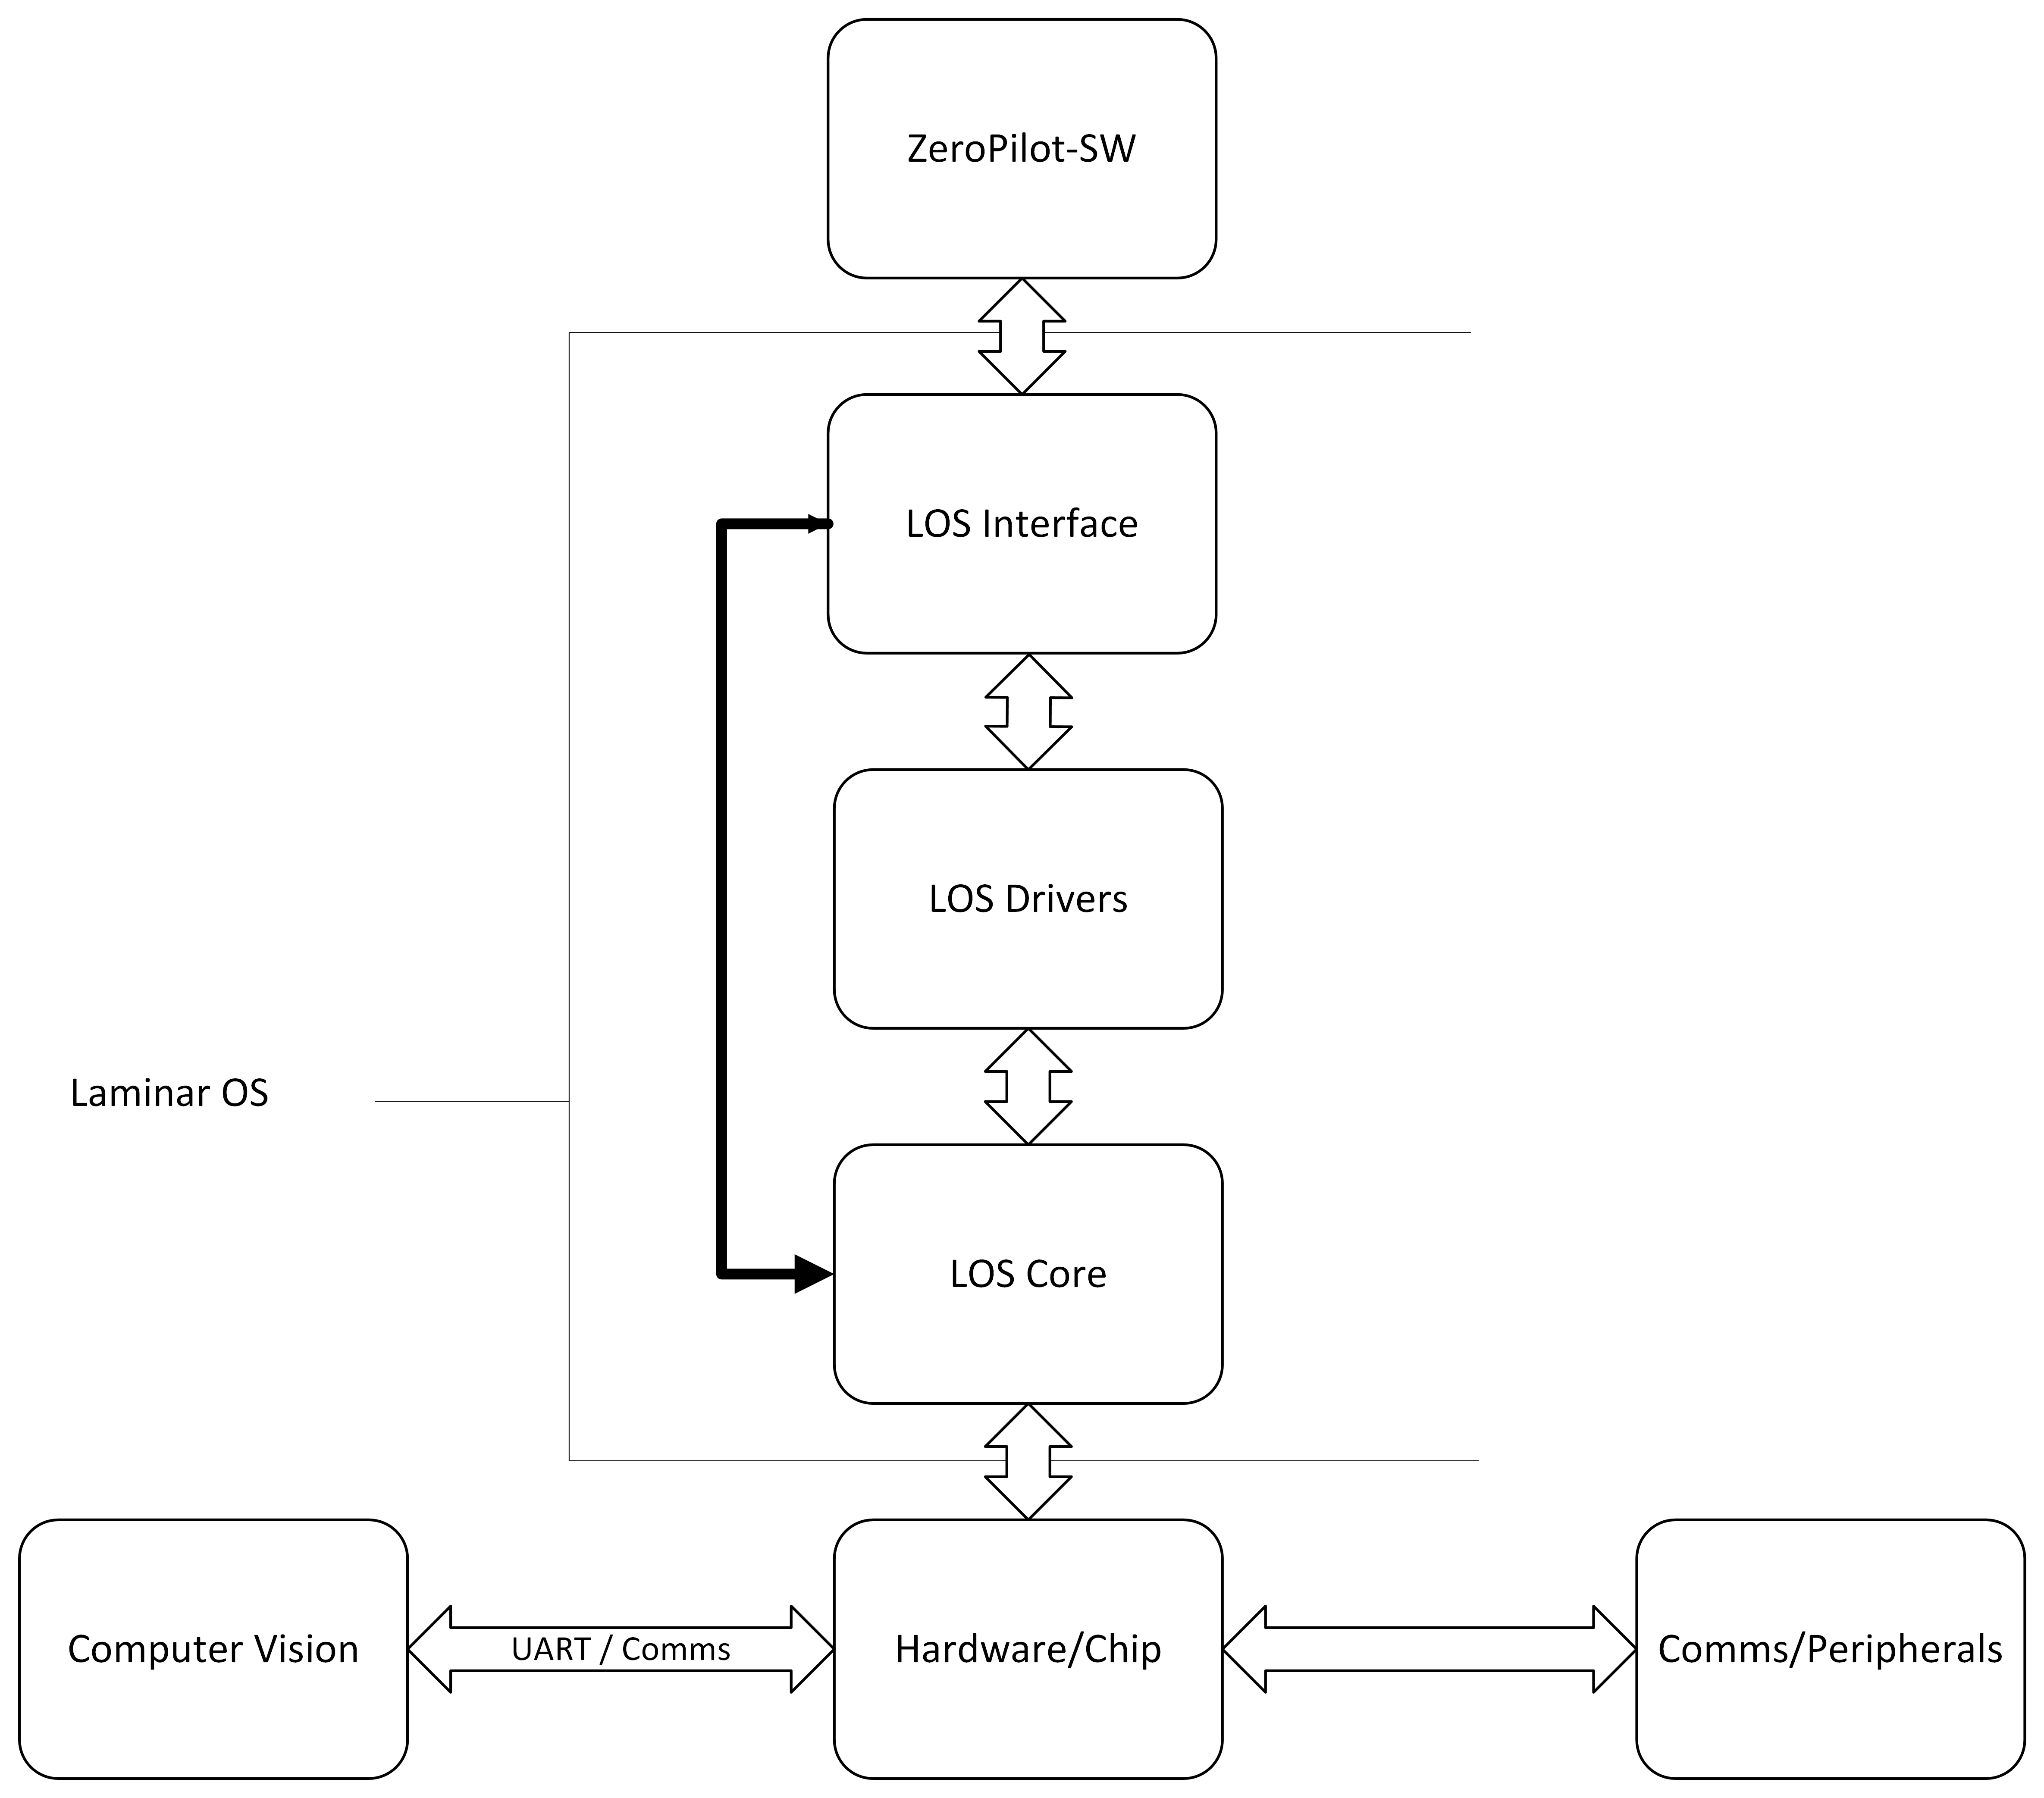 ZeroPilot-SW
LOS Interface
LOS Drivers
Laminar OS
LOS Core
Computer Vision
UART / Comms
Hardware/Chip
Comms/Peripherals